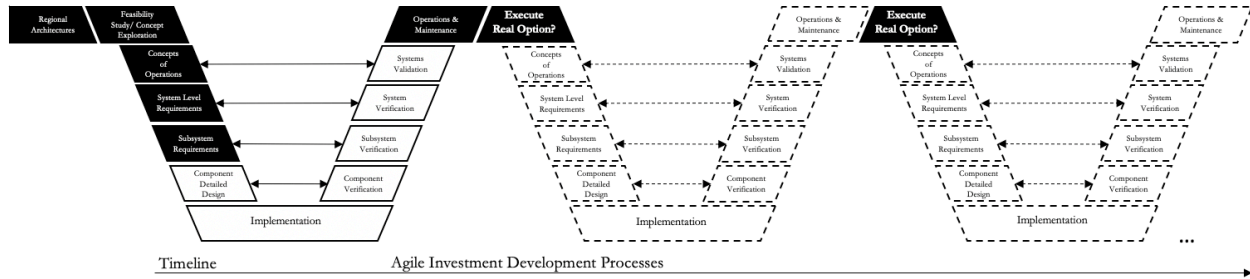 Regional
Architectures
Feasibility
Study/ Concept
Exploration
Operations &
Maintenance
Execute
Real Option?
Operations &
Maintenance
Execute
Real Option?
Operations &
Maintenance
Concepts
of
Operations
Systems
Validation
Concepts
of
Operations
Systems
Validation
Concepts
of
Operations
Systems
Validation
System Level
Requirements
System
Verification
System Level
Requirements
System
Verification
System Level
Requirements
System
Verification
Subsystem
Requirements
Subsystem
Verification
Subsystem
Requirements
Subsystem
Verification
Subsystem
Requirements
Subsystem
Verification
Component
Detailed
Design
Component
Verification
Component
Detailed
Design
Component
Verification
Component
Detailed
Design
Component
Verification
Implementation
Implementation
Implementation
...
Timeline
Agile Investment Development Processes